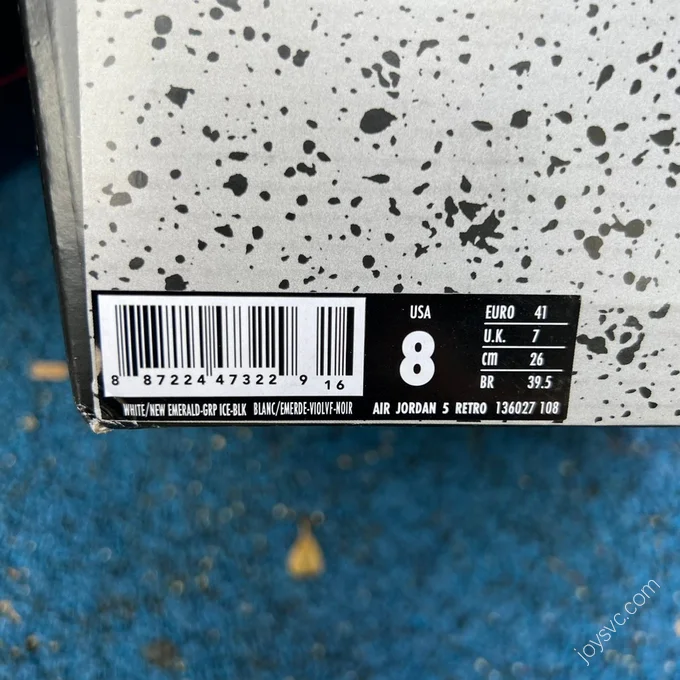 8 87224 47322 9 16
WHITE/NEW EMERALD-GRP ICE-BLK BLANC/EMERDE-VIOLVF-NOIR
USA
8
EURO 41
U.K. 7
CM 26
BR 39.5
AIR JORDAN 5 RETRO 136027 108
joysvc.com